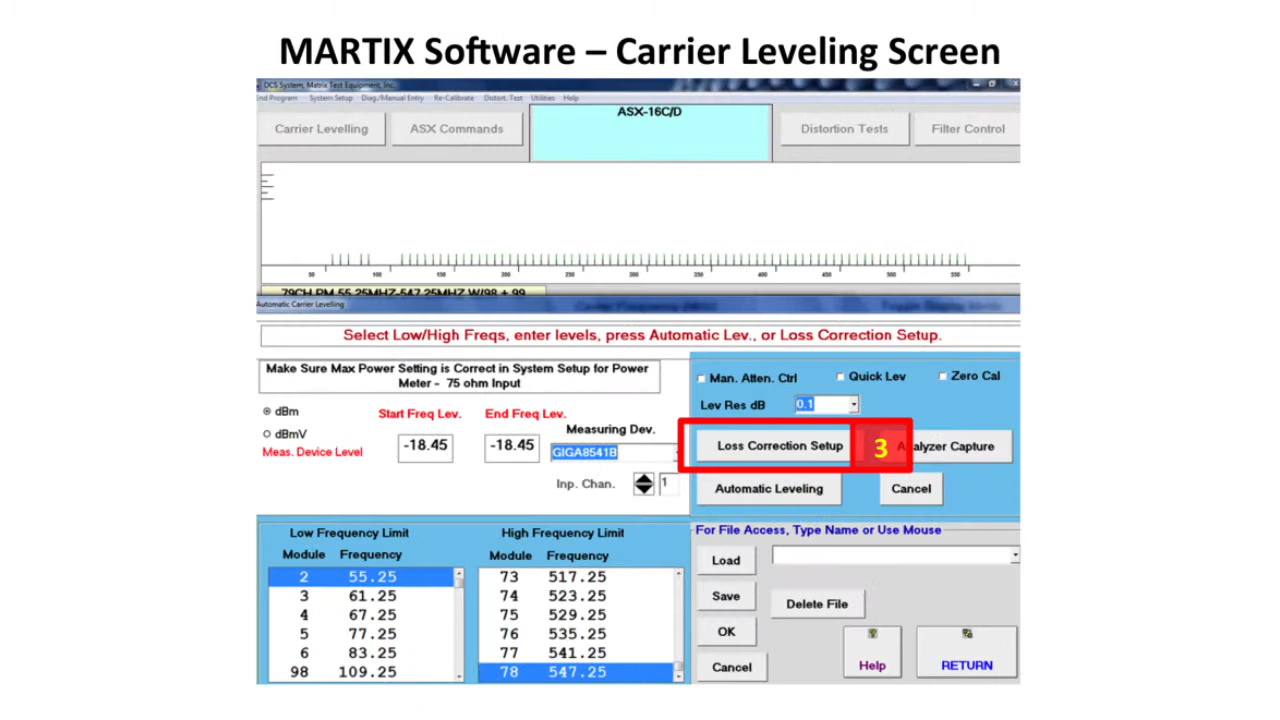 MARTIX Software – Carrier Leveling Screen
DCS System, Matrix Test Equipment, Inc.
End Program System Setup Diag./Manual Entry Re-Calibrate Distort. Test Utilities Help
Carrier Levelling ASX Commands ASX-16C/D Distortion Tests Filter Control
50 100 150 200 250 300 350 400 450 500 550
79CH PM 55.25MHZ-547.25MHZ W/98 + 99
Automatic Carrier Levelling
Select Low/High Freqs, enter levels, press Automatic Lev., or Loss Correction Setup.
Make Sure Max Power Setting is Correct in System Setup for Power
Meter - 75 ohm Input
Man. Atten. Ctrl Quick Lev Zero Cal
Lev Res dB 0.1
dBm Start Freq Lev. End Freq Lev.
dBmV Measuring Dev.
Meas. Device Level -18.45 -18.45 GIGA8541B
Loss Correction Setup 3 Analyzer Capture
Inp. Chan. 1
Automatic Leveling Cancel
Low Frequency Limit
Module Frequency
2 55.25
3 61.25
4 67.25
5 77.25
6 83.25
98 109.25
High Frequency Limit
Module Frequency
73 517.25
74 523.25
75 529.25
76 535.25
77 541.25
78 547.25
For File Access, Type Name or Use Mouse
Load
Save Delete File
OK
Cancel Help RETURN